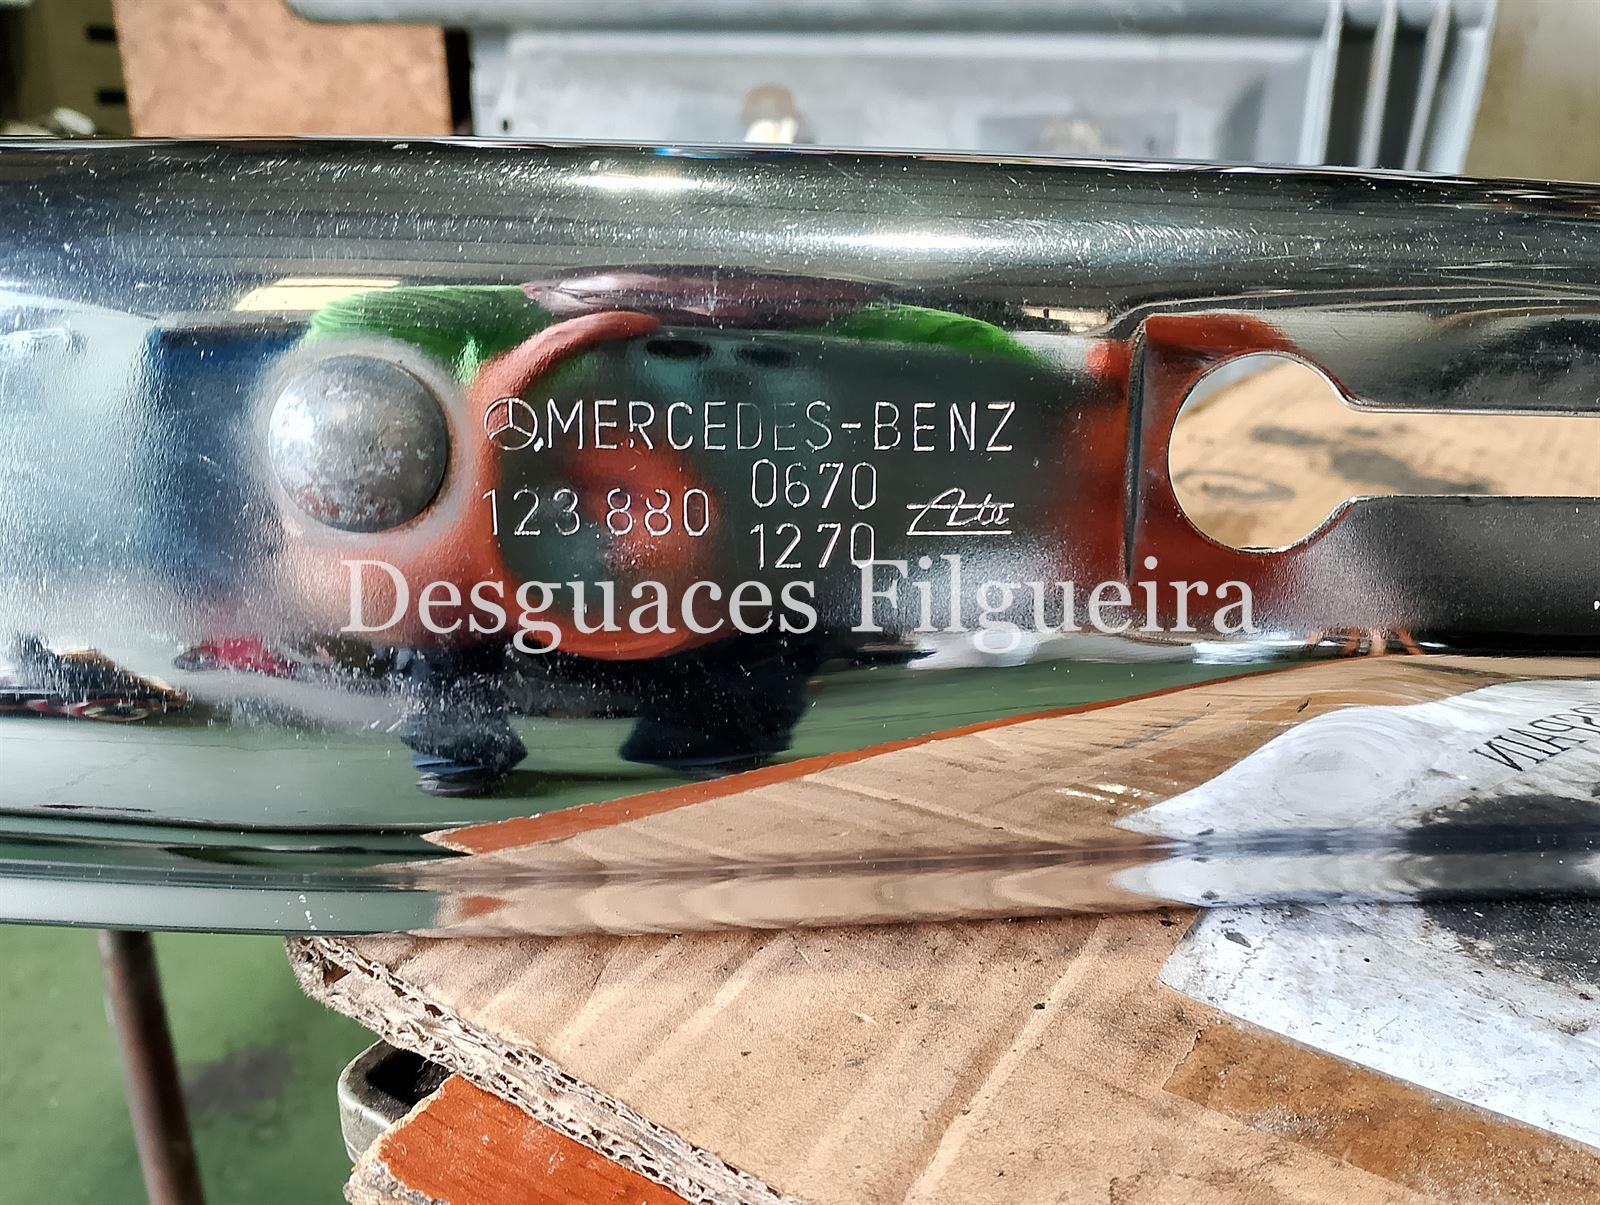 MERCEDES-BENZ
123.880 0670
1270
Desguaces Filgueira